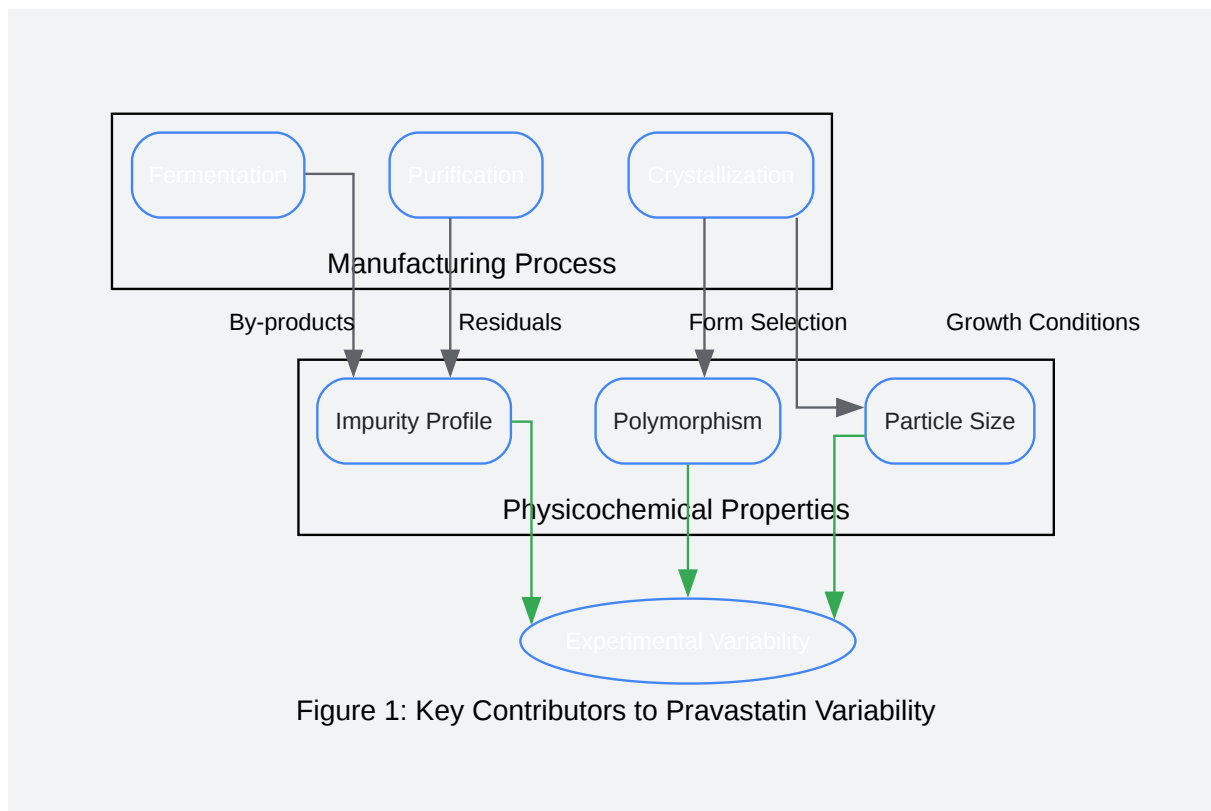 Fermentation
Purification
Crystallization
Manufacturing Process
By-products
Residuals
Form Selection
Growth Conditions
Impurity Profile
Polymorphism
Particle Size
Physicochemical Properties
Experimental Variability
Figure 1: Key Contributors to Pravastatin Variability